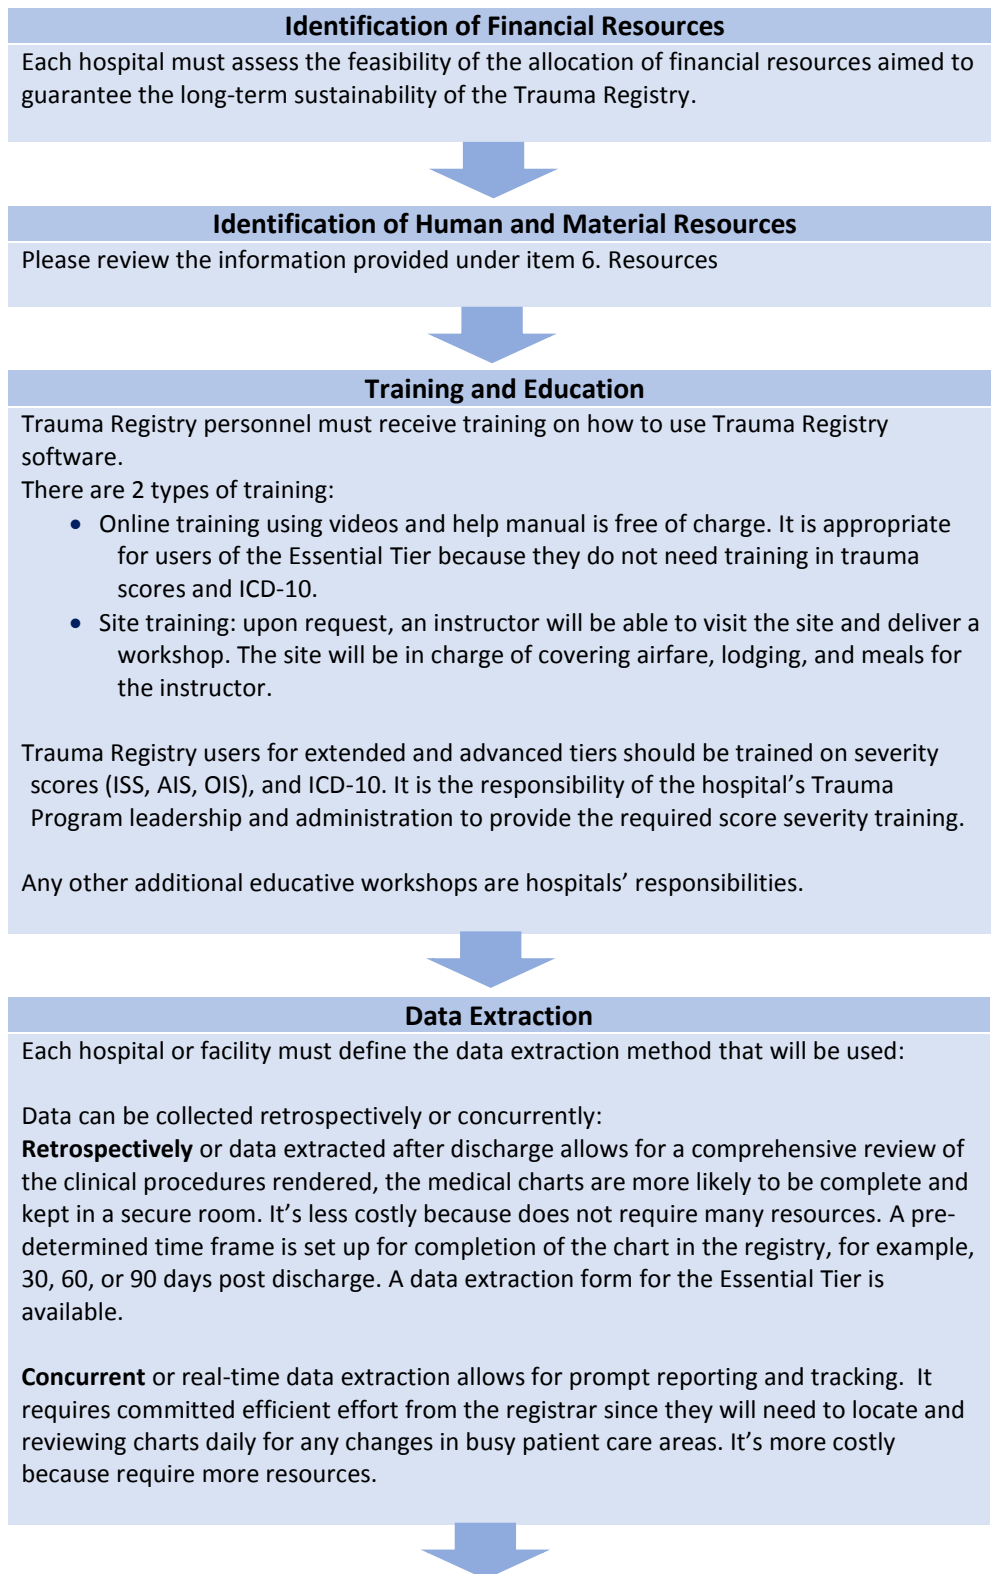 Identification of Financial Resources
Each hospital must assess the feasibility of the allocation of financial resources aimed to
guarantee the long-term sustainability of the Trauma Registry.
Identification of Human and Material Resources
Please review the information provided under item 6. Resources
Training and Education
Trauma Registry personnel must receive training on how to use Trauma Registry
software.
There are 2 types of training:
• Online training using videos and help manual is free of charge. It is appropriate
for users of the Essential Tier because they do not need training in trauma
scores and ICD-10.
• Site training: upon request, an instructor will be able to visit the site and deliver a
workshop. The site will be in charge of covering airfare, lodging, and meals for
the instructor.
Trauma Registry users for extended and advanced tiers should be trained on severity
scores (ISS, AIS, OIS), and ICD-10. It is the responsibility of the hospital’s Trauma
Program leadership and administration to provide the required score severity training.
Any other additional educative workshops are hospitals’ responsibilities.
Data Extraction
Each hospital or facility must define the data extraction method that will be used:
Data can be collected retrospectively or concurrently:
Retrospectively or data extracted after discharge allows for a comprehensive review of
the clinical procedures rendered, the medical charts are more likely to be complete and
kept in a secure room. It’s less costly because does not require many resources. A pre-
determined time frame is set up for completion of the chart in the registry, for example,
30, 60, or 90 days post discharge. A data extraction form for the Essential Tier is
available.
Concurrent or real-time data extraction allows for prompt reporting and tracking.  It
requires committed efficient effort from the registrar since they will need to locate and
reviewing charts daily for any changes in busy patient care areas. It’s more costly
because require more resources.